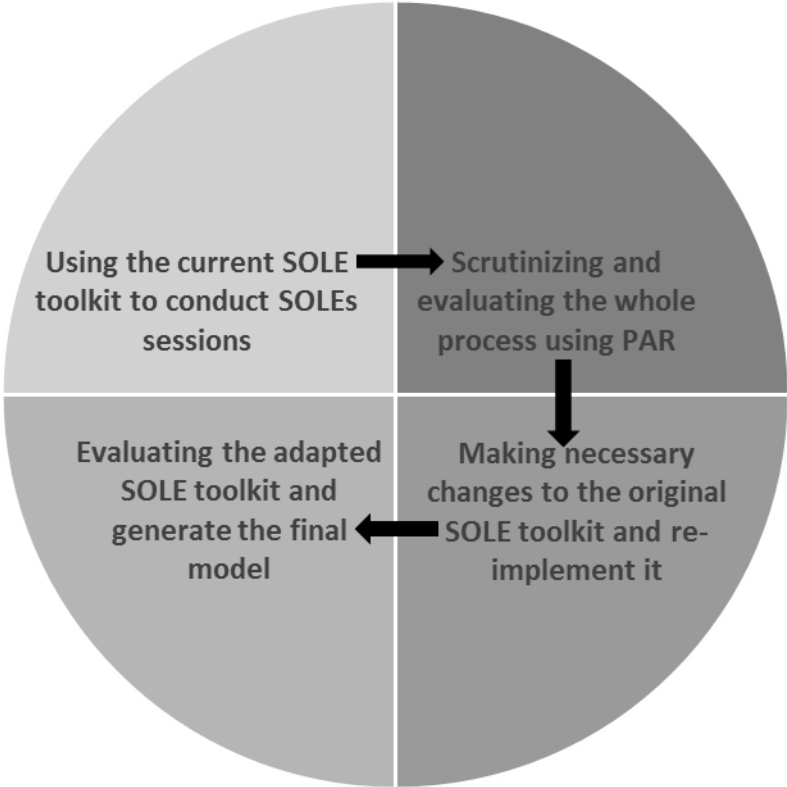 Using the current SOLE
toolkit to conduct SOLEs
sessions
Scrutinizing and
evaluating the whole
process using PAR
Making necessary
changes to the original
SOLE toolkit and re-
implement it
Evaluating the adapted
SOLE toolkit and
generate the final
model